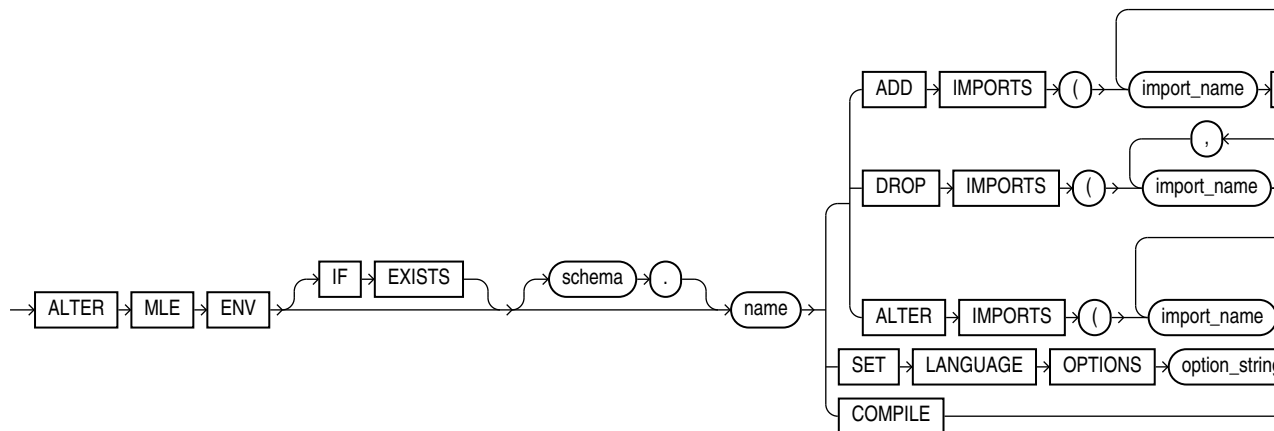 ADD IMPORTS ( import_name
,
DROP IMPORTS ( import_name
IF EXISTS schema .
ALTER MLE ENV name
ALTER IMPORTS ( import_name
SET LANGUAGE OPTIONS option_string
COMPILE